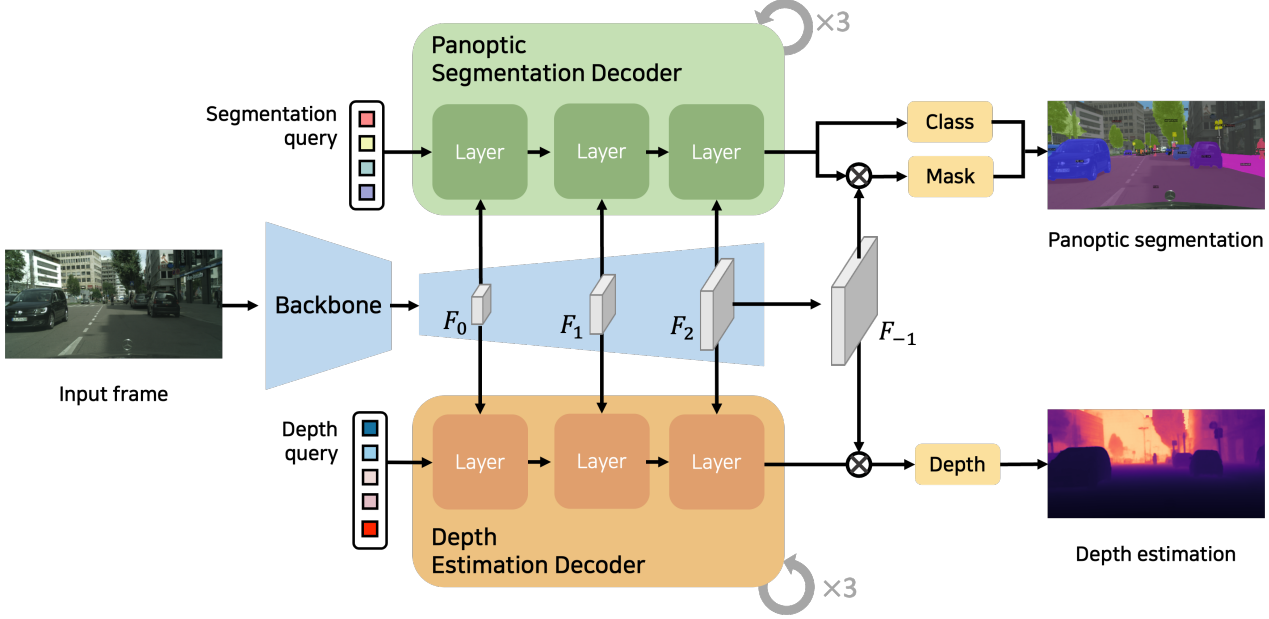 Panoptic
Segmentation Decoder
×3
Segmentation
query
Layer
Layer
Layer
Class
Mask
Panoptic segmentation
Backbone
F₀
F₁
F₂
F₋₁
Input frame
Depth
query
Layer
Layer
Layer
Depth
Depth
Estimation Decoder
×3
Depth estimation